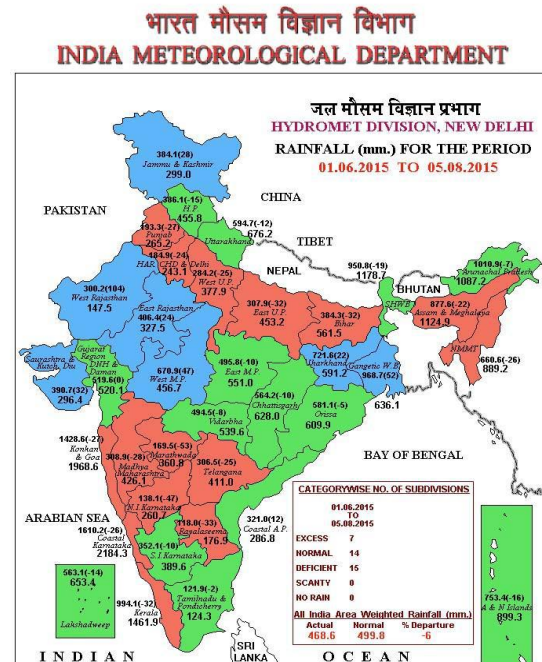 भारत मौसम विज्ञान विभाग
INDIA METEOROLOGICAL DEPARTMENT
जल मौसम विज्ञान प्रभाग
HYDROMET DIVISION, NEW DELHI
RAINFALL (mm.) FOR THE PERIOD
01.06.2015 TO 05.08.2015
384.1(28)
Jammu & Kashmir
299.0
CHINA
PAKISTAN
386.1(-15)
H.P.
455.8
594.7(-12)
676.2
Uttarakhand
TIBET
193.3(-27)
Punjab
265.2
184.9(-24)
HAR. CHD & Delhi
243.1
284.2(-25)
West U.P.
377.9
NEPAL
950.8(-19)
1178.7
BHUTAN
SHWB
1010.9(-7)
Arunachal Pradesh
1087.2
300.2(104)
West Rajasthan
147.5
East Rajasthan
406.4(24)
327.5
307.9(-32)
East U.P.
453.2
384.3(-32)
Bihar
561.5
877.6(-22)
Assam & Meghalaya
1124.9
NMMT
660.6(-26)
889.2
Gujarat
Region
DNH &
Daman
519.6(0)
520.1
Saurashtra &
Kutch, Diu
390.7(32)
296.4
670.9(47)
West M.P.
456.7
495.8(-10)
East M.P.
551.0
721.6(22)
Jharkhand
591.2
Gangetic W.B.
968.7(52)
636.1
564.2(-10)
Chhattisgarh
628.0
581.1(-5)
Orissa
609.9
494.5(-8)
Vidarbha
539.6
1428.6(-27)
Konkan
& Goa
1968.6
169.5(-53)
Marathwada
360.8
308.9(-28)
Madhya
Maharashtra
426.1
306.5(-25)
Telangana
411.0
BAY OF BENGAL
ARABIAN SEA
138.1(-47)
N.I.Karnataka
260.7
118.0(-33)
Rayalaseema
176.9
321.0(12)
Coastal A.P.
286.8
1610.2(-26)
Coastal
Karnataka
2184.3
352.1(-10)
S.I.Karnataka
389.6
563.1(-14)
653.4
Lakshadweep
994.1(-32)
Kerala
1461.9
121.9(-2)
Tamilnadu &
Pondicherry
124.3
CATEGORYWISE NO. OF SUBDIVISIONS
01.06.2015
TO
05.08.2015
EXCESS 7
NORMAL 14
DEFICIENT 15
SCANTY 0
NO RAIN 0
All India Area Weighted Rainfall (mm.)
Actual Normal % Departure
468.6 499.8 -6
753.4(-16)
A & N Islands
899.3
SRI
LANKA
INDIAN OCEAN